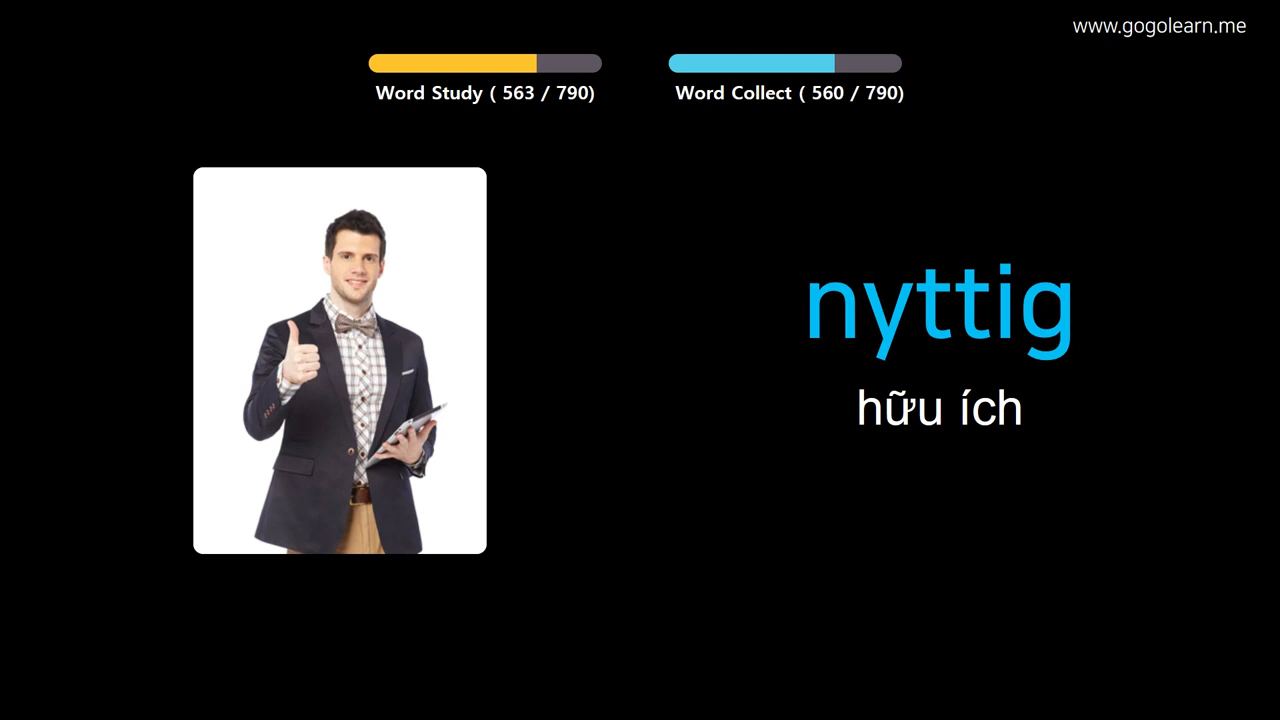 www.gogolearn.me
Word Study ( 563 / 790)
Word Collect ( 560 / 790)
nyttig
hữu ích